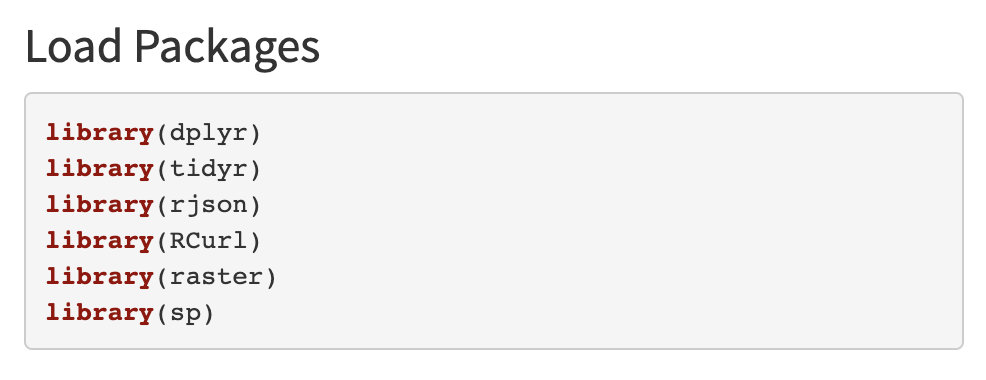 Load Packages
library(dplyr)
library(tidyr)
library(rjson)
library(RCurl)
library(raster)
library(sp)